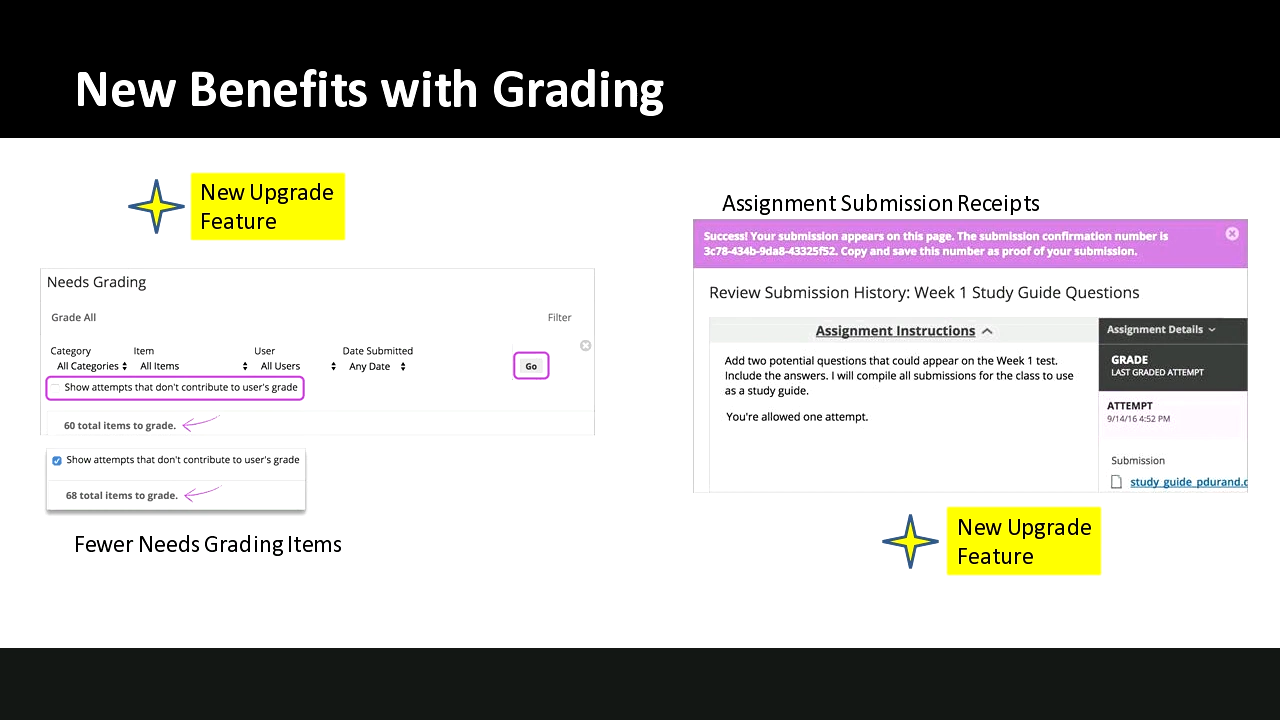 New Benefits with Grading
New Upgrade
Feature
Needs Grading
Grade All
Filter
Category
Item
User
Date Submitted
All Categories
All Items
All Users
Any Date
Go
Show attempts that don't contribute to user's grade
60 total items to grade.
Show attempts that don't contribute to user's grade
68 total items to grade.
Fewer Needs Grading Items
Assignment Submission Receipts
Success! Your submission appears on this page. The submission confirmation number is
3c78-434b-9da8-43325f52. Copy and save this number as proof of your submission.
Review Submission History: Week 1 Study Guide Questions
Assignment Instructions
Add two potential questions that could appear on the Week 1 test.
Include the answers. I will compile all submissions for the class to use
as a study guide.
You're allowed one attempt.
Assignment Details
GRADE
LAST GRADED ATTEMPT
ATTEMPT
9/14/16 4:52 PM
Submission
study_guide_pdurand.c
New Upgrade
Feature